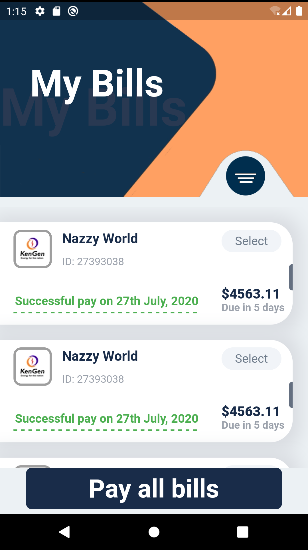 1:15
My Bills
My Bills
Nazzy World
Select
KenGen
ID: 27393038
Successful pay on 27th July, 2020
$4563.11
Due in 5 days
Nazzy World
Select
KenGen
ID: 27393038
Successful pay on 27th July, 2020
$4563.11
Due in 5 days
Pay all bills